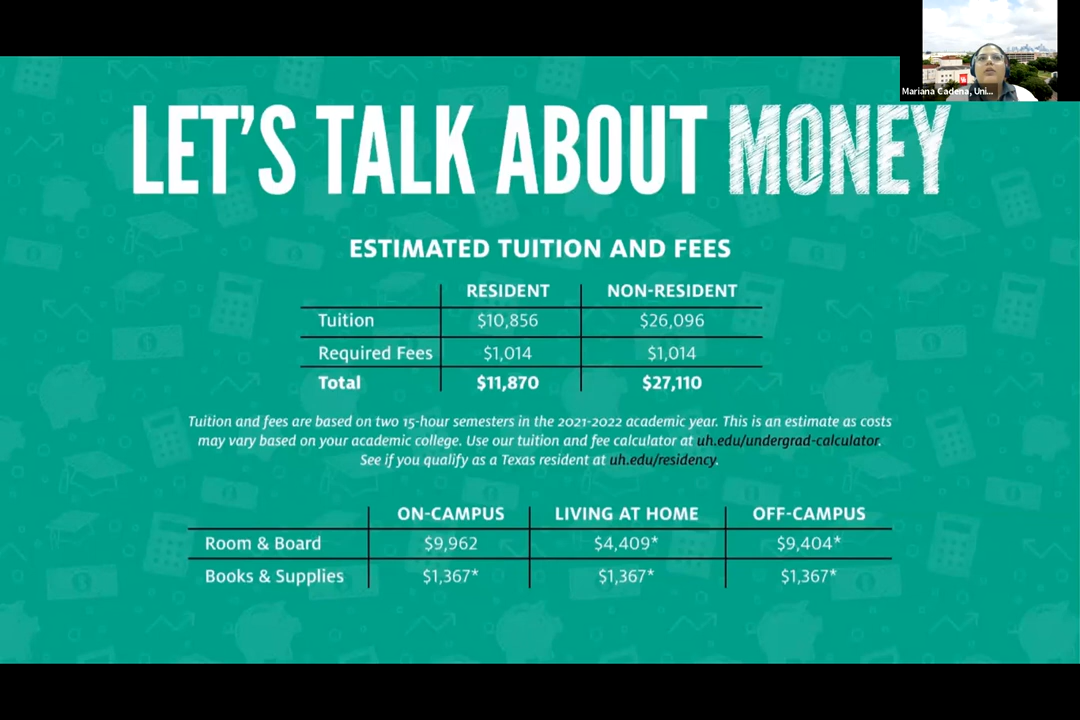 Mariana Cadena, Uni...
LET'S TALK ABOUT MONEY
ESTIMATED TUITION AND FEES
RESIDENT NON-RESIDENT
Tuition $10,856 $26,096
Required Fees $1,014 $1,014
Total $11,870 $27,110
Tuition and fees are based on two 15-hour semesters in the 2021-2022 academic year. This is an estimate as costs
may vary based on your academic college. Use our tuition and fee calculator at uh.edu/undergrad-calculator.
See if you qualify as a Texas resident at uh.edu/residency.
ON-CAMPUS LIVING AT HOME OFF-CAMPUS
Room & Board $9,962 $4,409* $9,404*
Books & Supplies $1,367* $1,367* $1,367*